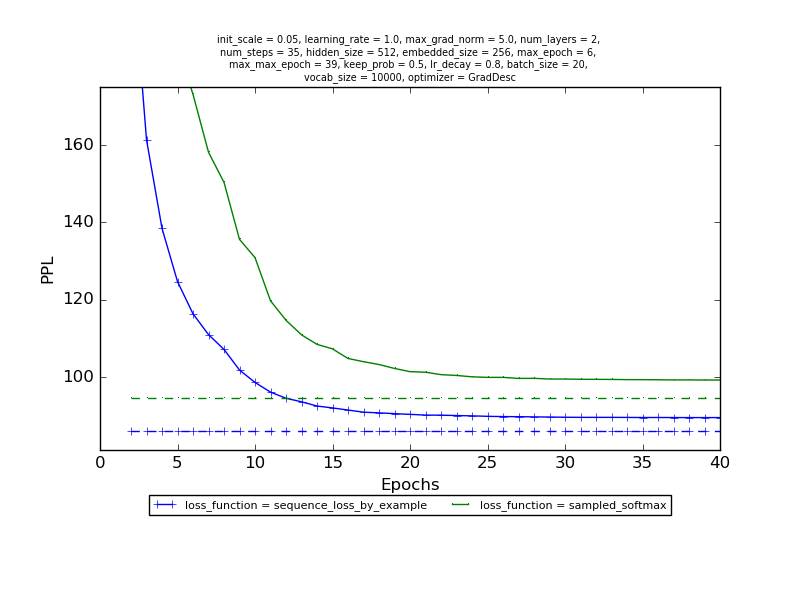 init_scale = 0.05, learning_rate = 1.0, max_grad_norm = 5.0, num_layers = 2,
num_steps = 35, hidden_size = 512, embedded_size = 256, max_epoch = 6,
max_max_epoch = 39, keep_prob = 0.5, lr_decay = 0.8, batch_size = 20,
vocab_size = 10000, optimizer = GradDesc
160
140
120
100
PPL
0 5 10 15 20 25 30 35 40
Epochs
loss_function = sequence_loss_by_example loss_function = sampled_softmax